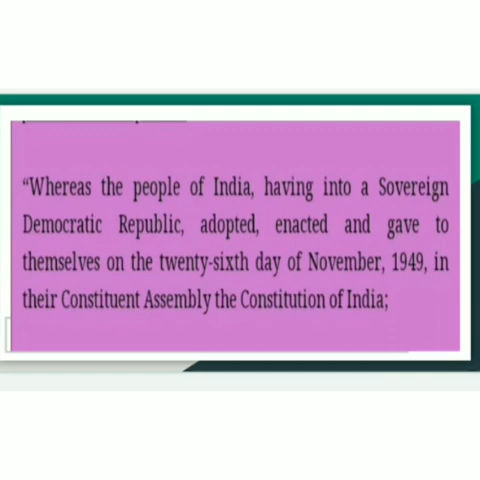 “Whereas the people of India, having into a Sovereign
Democratic Republic, adopted, enacted and gave to
themselves on the twenty-sixth day of November, 1949, in
their Constituent Assembly the Constitution of India;